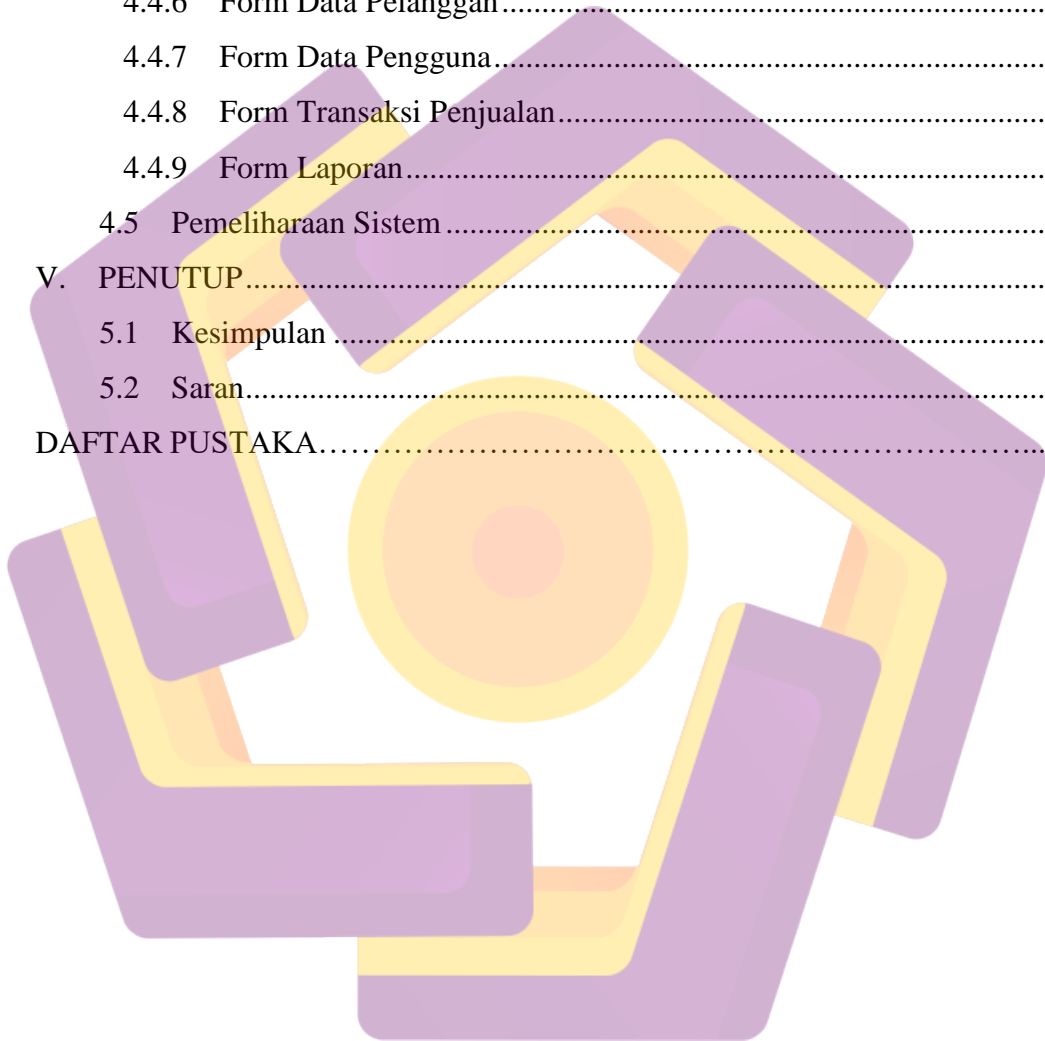 4.4.6 Form Data Pelanggan....................................................................
4.4.7 Form Data Pengguna.....................................................................
4.4.8 Form Transaksi Penjualan.............................................................
4.4.9 Form Laporan................................................................................
4.5 Pemeliharaan Sistem...........................................................................
V. PENUTUP....................................................................................................
5.1 Kesimpulan.........................................................................................
5.2 Saran....................................................................................................
DAFTAR PUSTAKA……………………………………………………………...